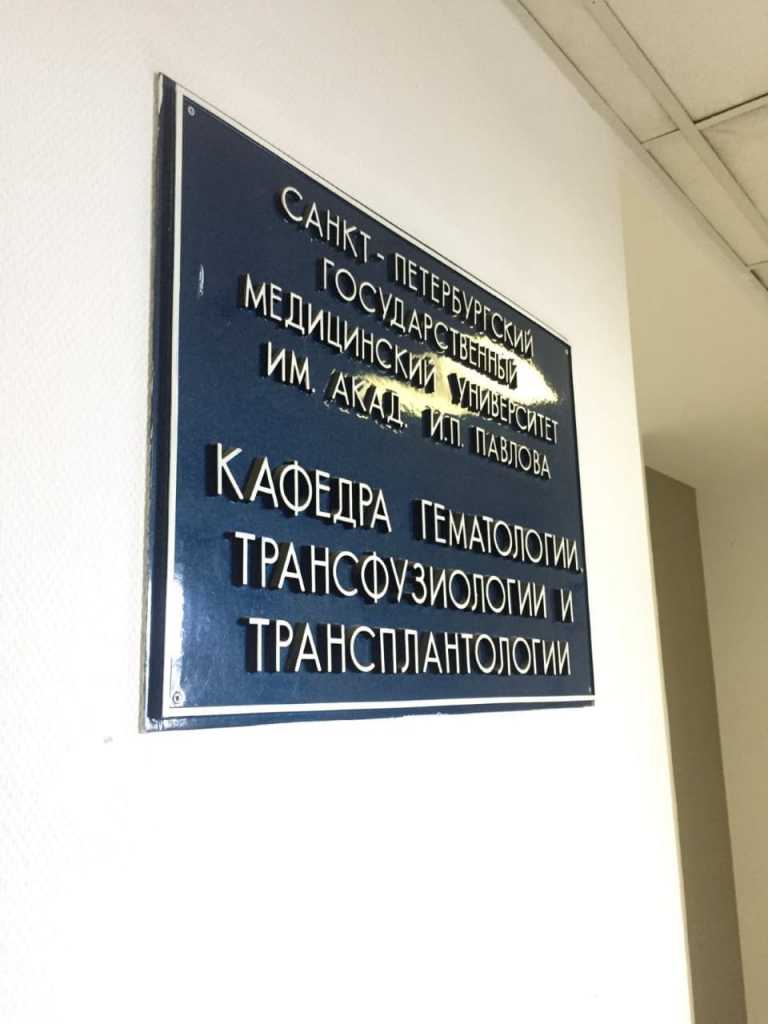 САНКТ - ПЕТЕРБУРГСКИЙ
ГОСУДАРСТВЕННЫЙ
МЕДИЦИНСКИЙ УНИВЕРСИТЕТ
ИМ. АКАД. И.П. ПАВЛОВА
КАФЕДРА ГЕМАТОЛОГИИ,
ТРАНСФУЗИОЛОГИИ И
ТРАНСПЛАНТОЛОГИИ